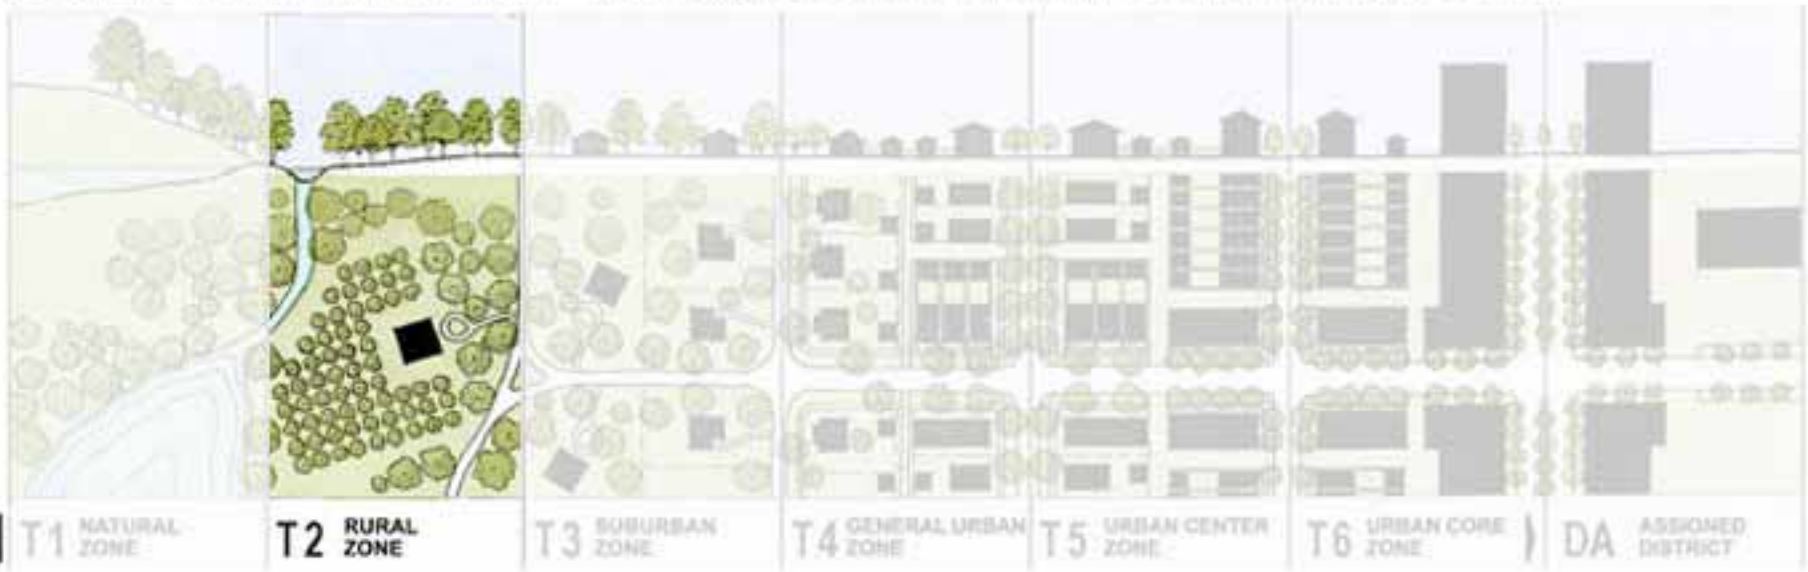 T1 NATURAL
ZONE
T2 RURAL
ZONE
T3 SUBURBAN
ZONE
T4 GENERAL URBAN
ZONE
T5 URBAN CENTER
ZONE
T6 URBAN CORE
ZONE
DA ASSIGNED
DISTRICT